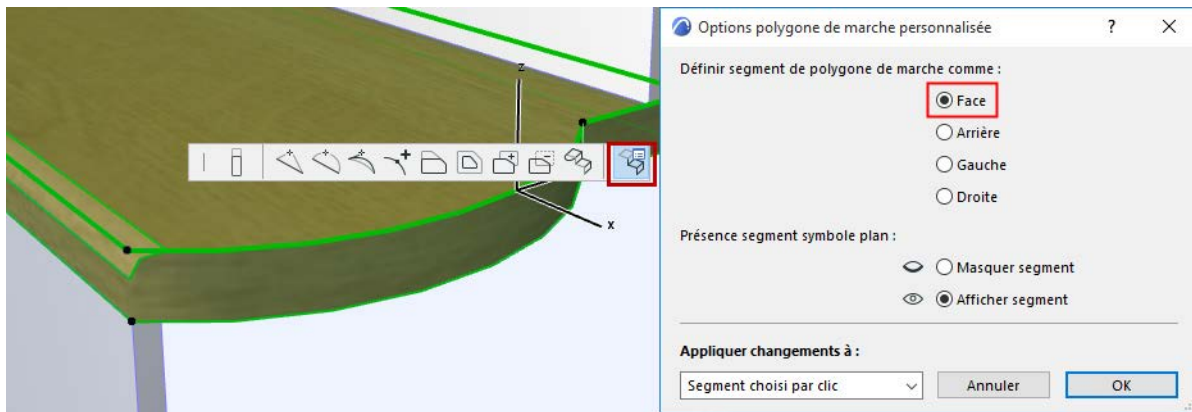 Options polygone de marche personnalisée
?
Définir segment de polygone de marche comme :
Face
Arrière
Gauche
Droite
Présence segment symbole plan :
Masquer segment
Afficher segment
Appliquer changements à :
Segment choisi par clic
Annuler
OK
z
x